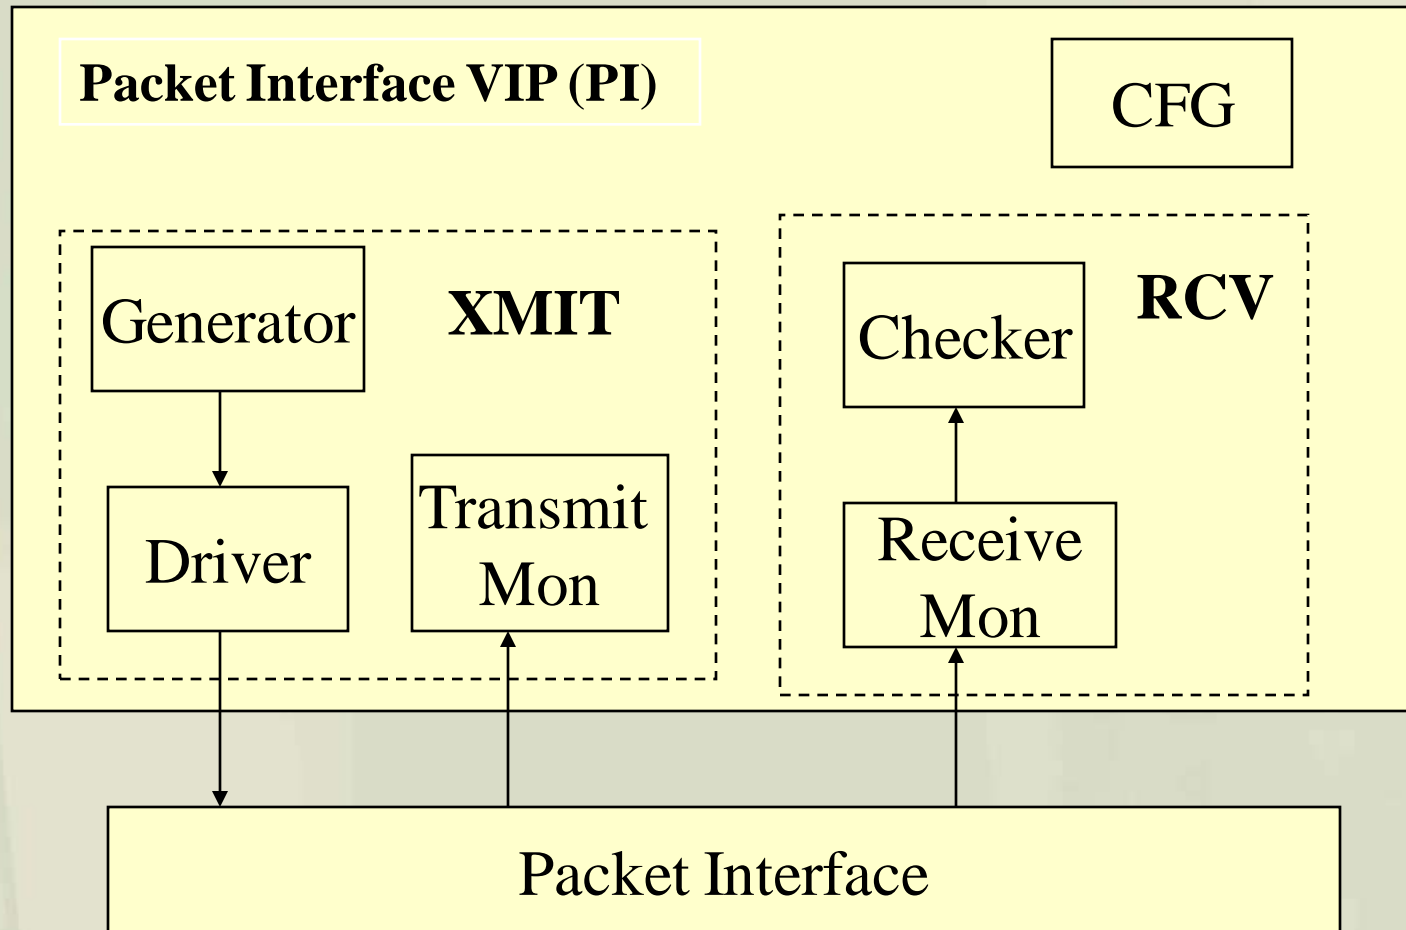 Packet Interface VIP (PI)
CFG
Generator
XMIT
Driver
Transmit
Mon
Checker
RCV
Receive
Mon
Packet Interface